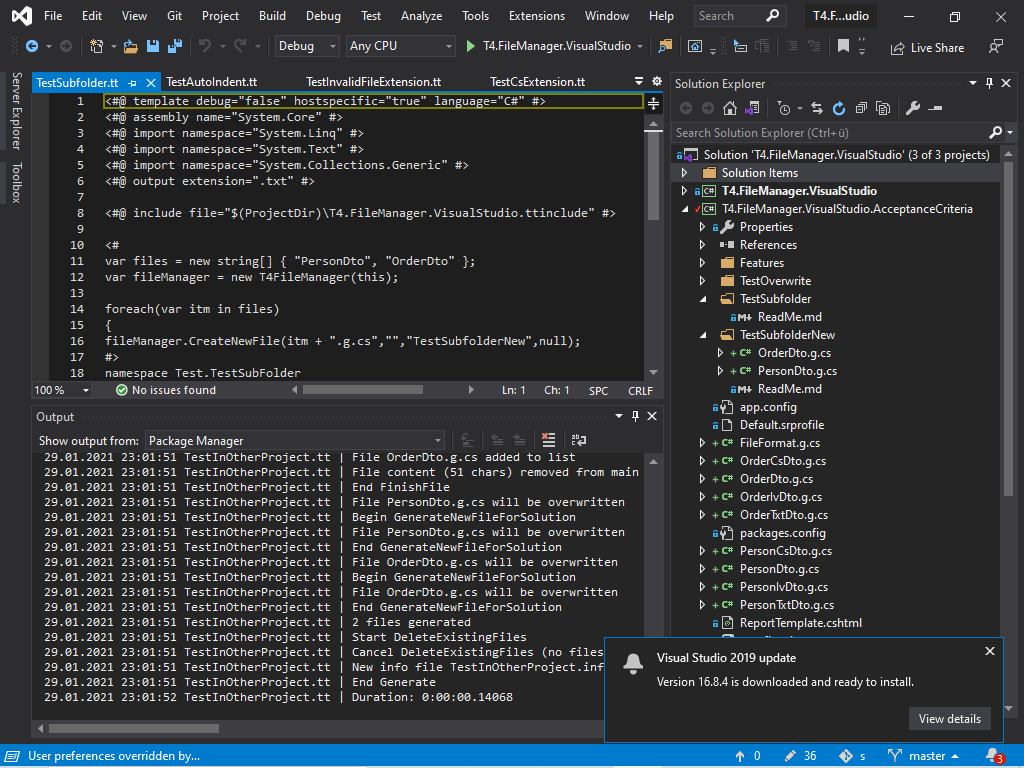 File Edit View Git Project Build Debug Test Analyze Tools Extensions Window Help Search T4.F...udio
Debug Any CPU T4.FileManager.VisualStudio Live Share
Server Explorer
Toolbox
TestSubfolder.tt TestAutoIndent.tt TestInvalidFileExtension.tt TestCsExtension.tt
1 <#@ template debug="false" hostspecific="true" language="C#" #>
2 <#@ assembly name="System.Core" #>
3 <#@ import namespace="System.Linq" #>
4 <#@ import namespace="System.Text" #>
5 <#@ import namespace="System.Collections.Generic" #>
6 <#@ output extension=".txt" #>
7
8 <#@ include file="$(ProjectDir)\T4.FileManager.VisualStudio.ttinclude" #>
9
10 <#
11 var files = new string[] { "PersonDto", "OrderDto" };
12 var fileManager = new T4FileManager(this);
13
14 foreach(var itm in files)
15 {
16 fileManager.CreateNewFile(itm + ".g.cs","","TestSubfolderNew",null);
17 #>
18 namespace Test.TestSubFolder
100 % No issues found Ln: 1 Ch: 1 SPC CRLF
Output
Show output from: Package Manager
29.01.2021 23:01:51 TestInOtherProject.tt | File OrderDto.g.cs added to list
29.01.2021 23:01:51 TestInOtherProject.tt | File content (51 chars) removed from main
29.01.2021 23:01:51 TestInOtherProject.tt | End FinishFile
29.01.2021 23:01:51 TestInOtherProject.tt | File PersonDto.g.cs will be overwritten
29.01.2021 23:01:51 TestInOtherProject.tt | Begin GenerateNewFileForSolution
29.01.2021 23:01:51 TestInOtherProject.tt | File PersonDto.g.cs will be overwritten
29.01.2021 23:01:51 TestInOtherProject.tt | End GenerateNewFileForSolution
29.01.2021 23:01:51 TestInOtherProject.tt | File OrderDto.g.cs will be overwritten
29.01.2021 23:01:51 TestInOtherProject.tt | Begin GenerateNewFileForSolution
29.01.2021 23:01:51 TestInOtherProject.tt | File OrderDto.g.cs will be overwritten
29.01.2021 23:01:51 TestInOtherProject.tt | End GenerateNewFileForSolution
29.01.2021 23:01:51 TestInOtherProject.tt | 2 files generated
29.01.2021 23:01:51 TestInOtherProject.tt | Start DeleteExistingFiles
29.01.2021 23:01:51 TestInOtherProject.tt | Cancel DeleteExistingFiles (no files
29.01.2021 23:01:51 TestInOtherProject.tt | New info file TestInOtherProject.inf
29.01.2021 23:01:51 TestInOtherProject.tt | End Generate
29.01.2021 23:01:52 TestInOtherProject.tt | Duration: 0:00:00.14068
Solution Explorer
Search Solution Explorer (Ctrl+ü)
Solution 'T4.FileManager.VisualStudio' (3 of 3 projects)
Solution Items
C# T4.FileManager.VisualStudio
C# T4.FileManager.VisualStudio.AcceptanceCriteria
Properties
References
Features
TestOverwrite
TestSubfolder
M+ ReadMe.md
TestSubfolderNew
+ C# OrderDto.g.cs
+ C# PersonDto.g.cs
M+ ReadMe.md
app.config
Default.srprofile
+ C# FileFormat.g.cs
+ C# OrderCsDto.g.cs
+ C# OrderDto.g.cs
+ C# OrderIvDto.g.cs
+ C# OrderTxtDto.g.cs
packages.config
+ C# PersonCsDto.g.cs
+ C# PersonDto.g.cs
+ C# PersonIvDto.g.cs
+ C# PersonTxtDto.g.cs
ReportTemplate.cshtml
Visual Studio 2019 update
Version 16.8.4 is downloaded and ready to install.
View details
User preferences overridden by... 0 36 s master 3